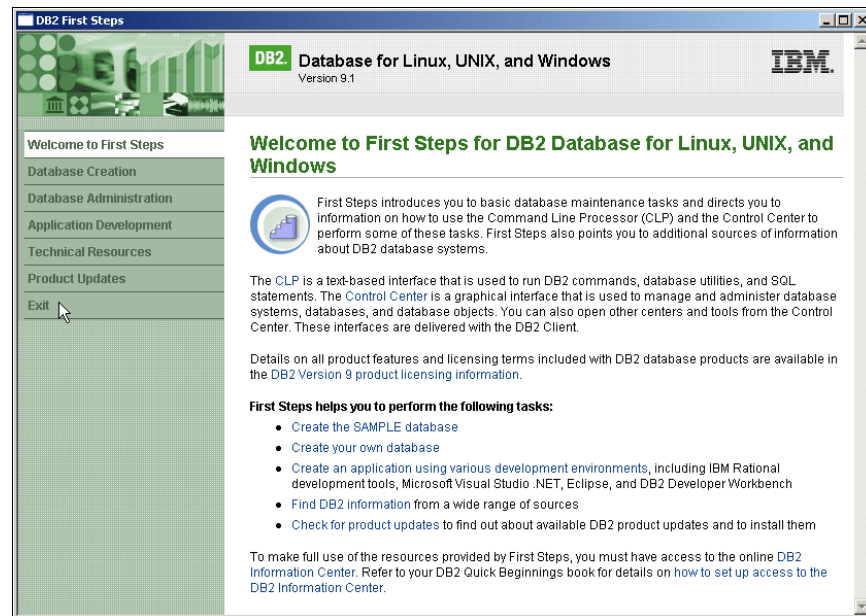 DB2 First Steps
DB2.
Database for Linux, UNIX, and Windows
Version 9.1
IBM.
Welcome to First Steps
Database Creation
Database Administration
Application Development
Technical Resources
Product Updates
Exit
Welcome to First Steps for DB2 Database for Linux, UNIX, and
Windows
First Steps introduces you to basic database maintenance tasks and directs you to
information on how to use the Command Line Processor (CLP) and the Control Center to
perform some of these tasks. First Steps also points you to additional sources of information
about DB2 database systems.
The CLP is a text-based interface that is used to run DB2 commands, database utilities, and SQL
statements. The Control Center is a graphical interface that is used to manage and administer database
systems, databases, and database objects. You can also open other centers and tools from the Control
Center. These interfaces are delivered with the DB2 Client.
Details on all product features and licensing terms included with DB2 database products are available in
the DB2 Version 9 product licensing information.
First Steps helps you to perform the following tasks:
• Create the SAMPLE database
• Create your own database
• Create an application using various development environments, including IBM Rational
development tools, Microsoft Visual Studio .NET, Eclipse, and DB2 Developer Workbench
• Find DB2 information from a wide range of sources
• Check for product updates to find out about available DB2 product updates and to install them
To make full use of the resources provided by First Steps, you must have access to the online DB2
Information Center. Refer to your DB2 Quick Beginnings book for details on how to set up access to the
DB2 Information Center.